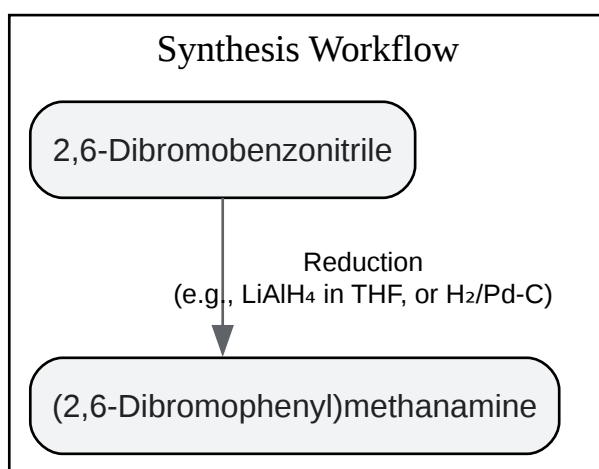 Synthesis Workflow
2,6-Dibromobenzonitrile
Reduction
(e.g., LiAlH₄ in THF, or H₂/Pd-C)
(2,6-Dibromophenyl)methanamine